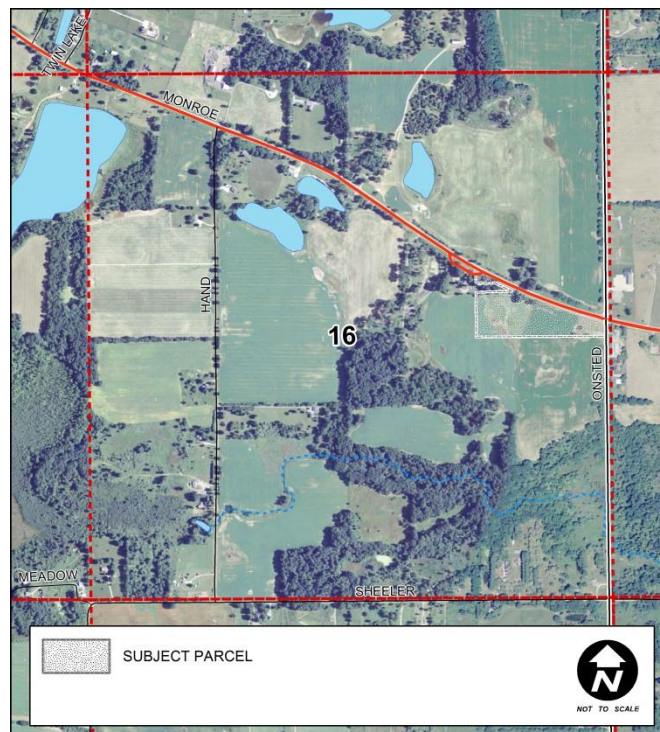 TWIN LAKE
MONROE
HAND
16
ONSTED
MEADOW
SHEELER
SUBJECT PARCEL
N
NOT TO SCALE